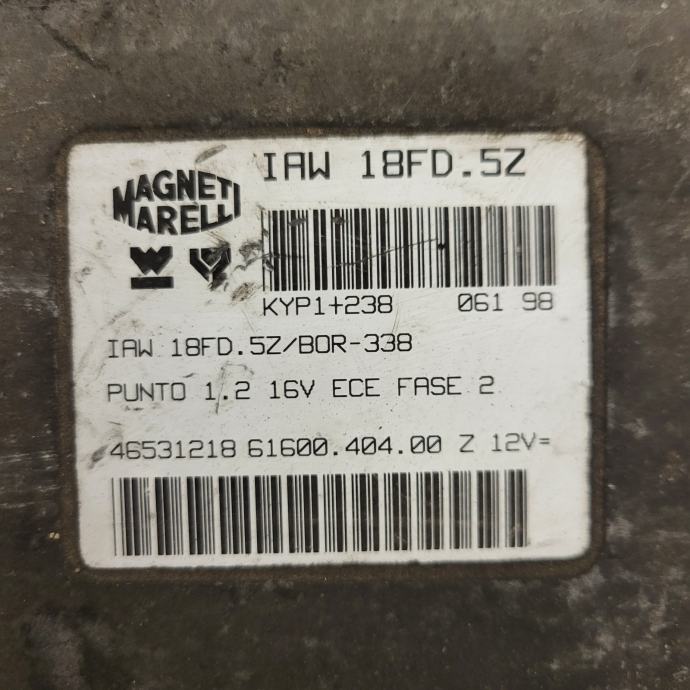 IAW 18FD.5Z
MAGNETI
MARELLI
KYP1+238 061 98
IAW 18FD.5Z/BOR-338
PUNTO 1.2 16V ECE FASE 2
46531218 61600.404.00 Z 12V=